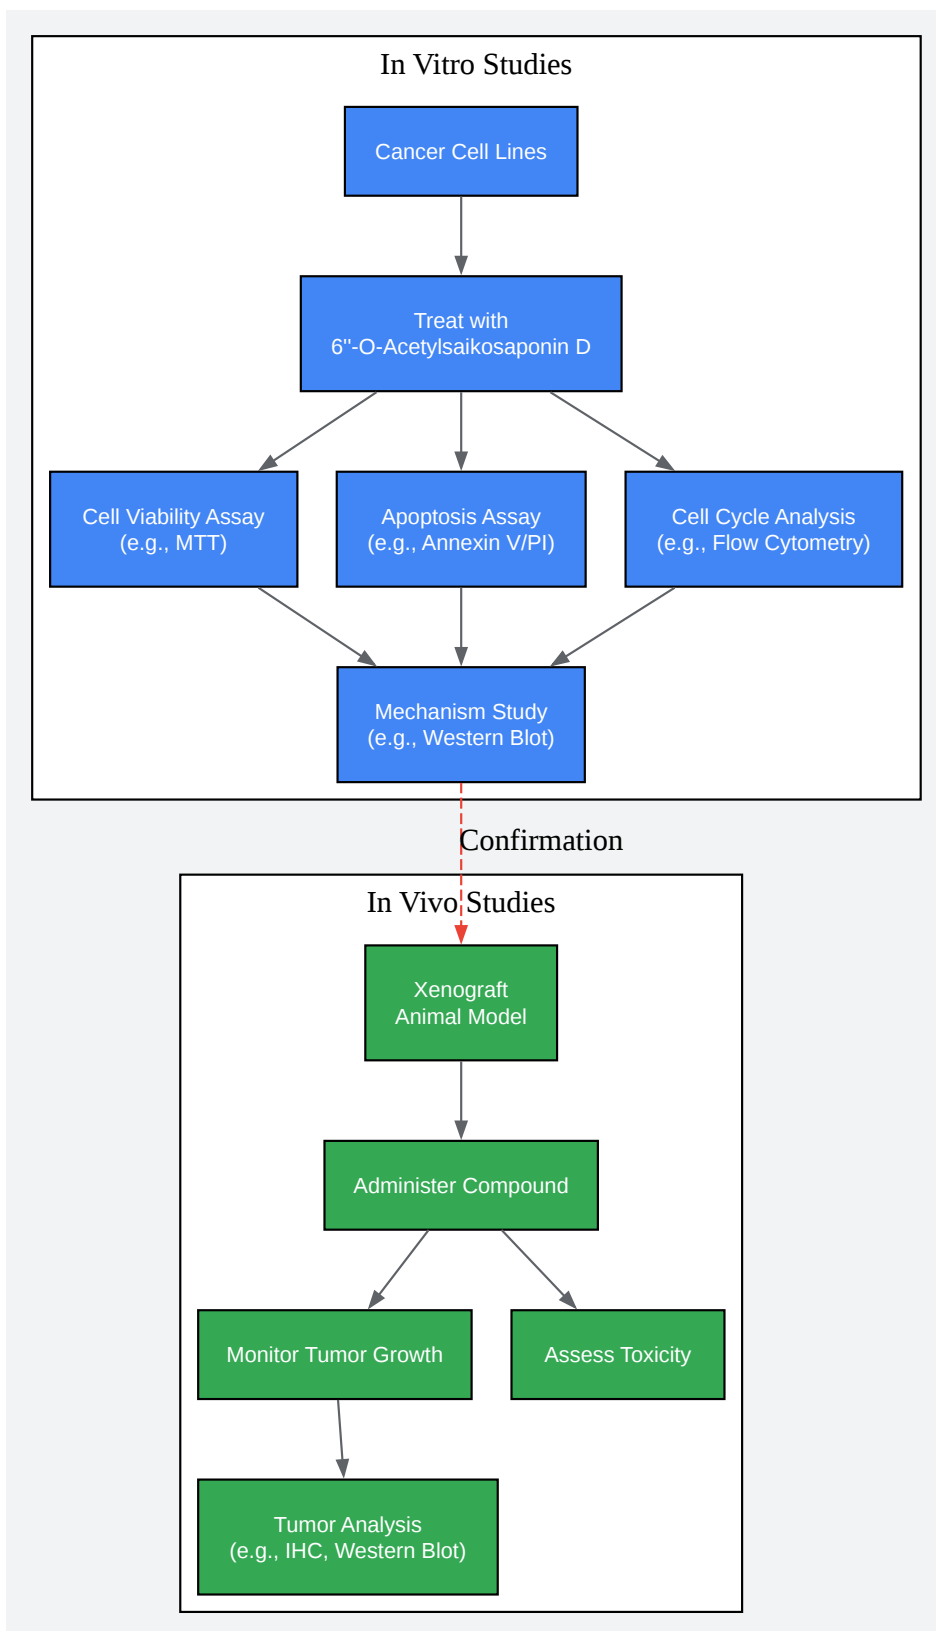 In Vitro Studies
Cancer Cell Lines
Treat with
6"-O-Acetylsaikosaponin D
Cell Viability Assay
(e.g., MTT)
Apoptosis Assay
(e.g., Annexin V/PI)
Cell Cycle Analysis
(e.g., Flow Cytometry)
Mechanism Study
(e.g., Western Blot)
Confirmation
In Vivo Studies
Xenograft
Animal Model
Administer Compound
Monitor Tumor Growth
Assess Toxicity
Tumor Analysis
(e.g., IHC, Western Blot)